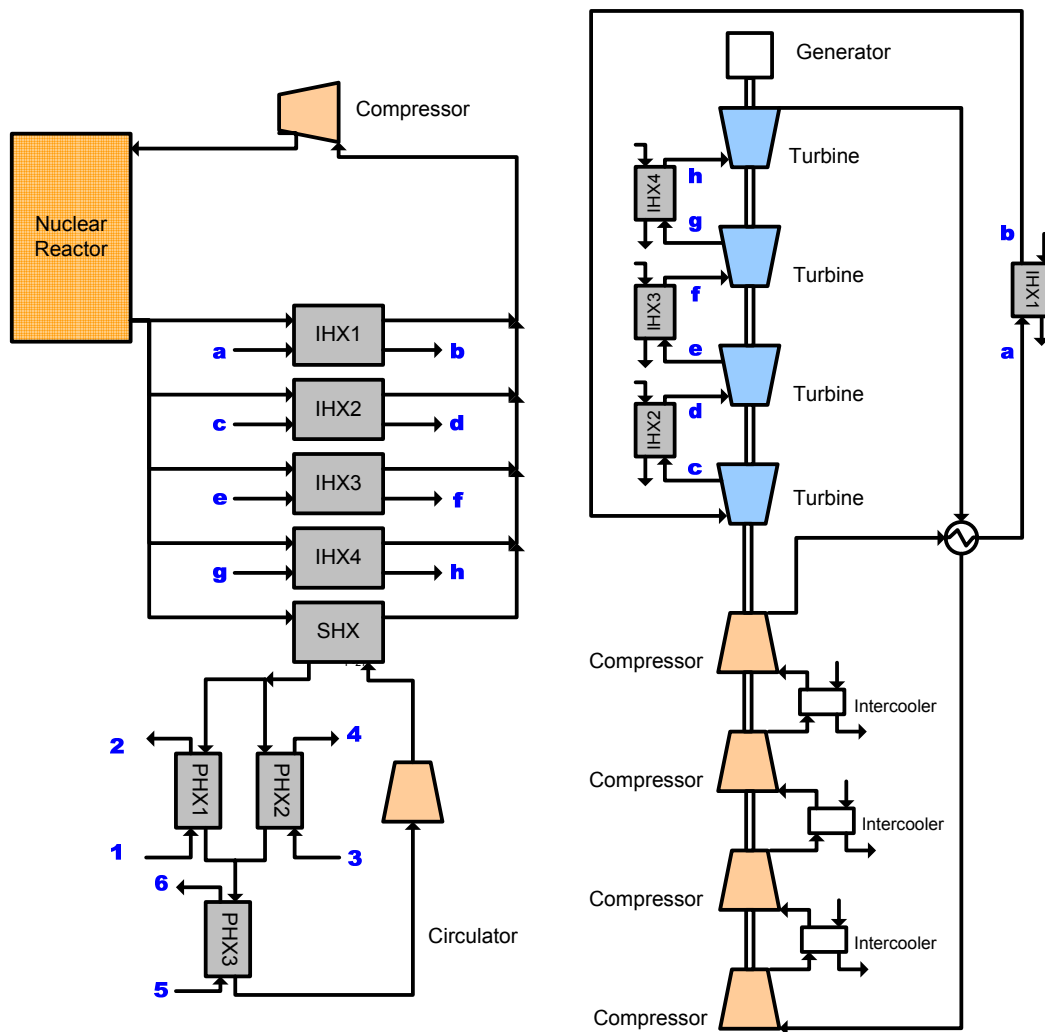 Compressor
Nuclear
Reactor
IHX1
a
b
IHX2
c
d
IHX3
e
f
IHX4
g
h
SHX
2
4
PHX1
PHX2
1
3
6
PHX3
5
Circulator
Generator
Turbine
IHX4
h
g
Turbine
IHX3
f
e
Turbine
IHX2
d
c
Turbine
b
IHX1
a
Compressor
Intercooler
Compressor
Intercooler
Compressor
Intercooler
Compressor